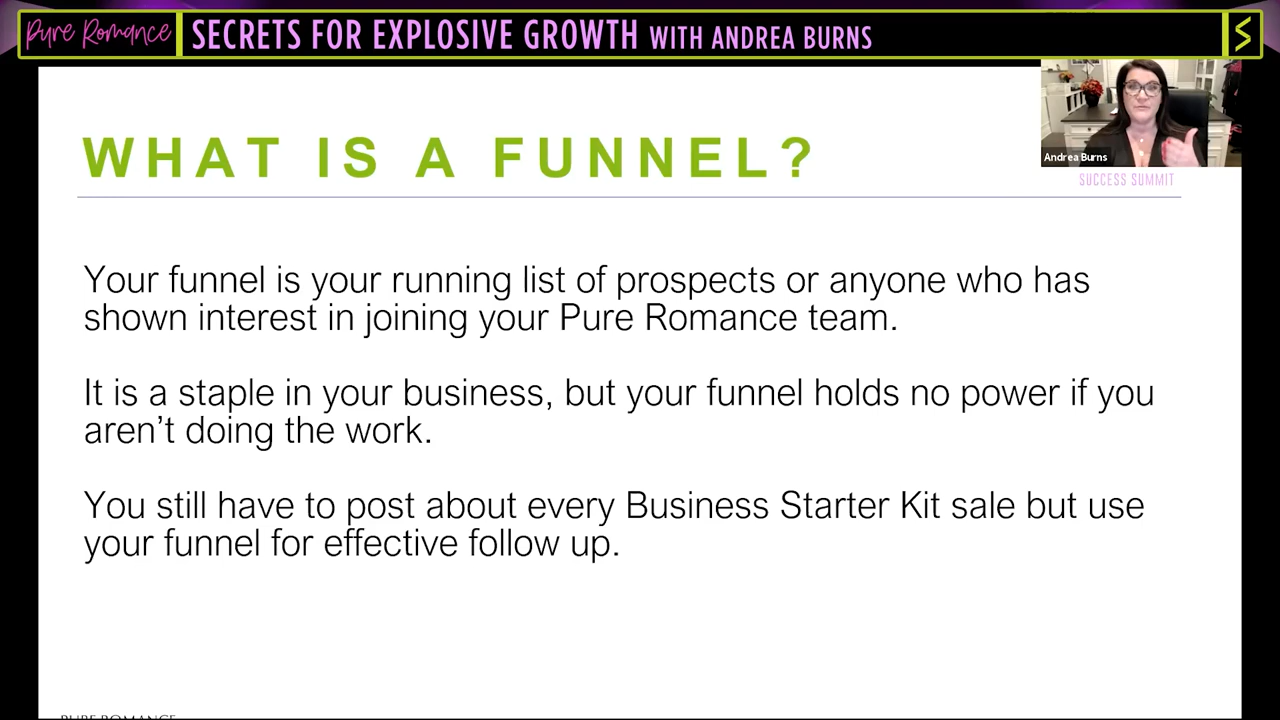 Pure Romance
SECRETS FOR EXPLOSIVE GROWTH WITH ANDREA BURNS
Andrea Burns
SUCCESS SUMMIT
WHAT IS A FUNNEL?
Your funnel is your running list of prospects or anyone who has
shown interest in joining your Pure Romance team.
It is a staple in your business, but your funnel holds no power if you
aren’t doing the work.
You still have to post about every Business Starter Kit sale but use
your funnel for effective follow up.
PURE ROMANCE